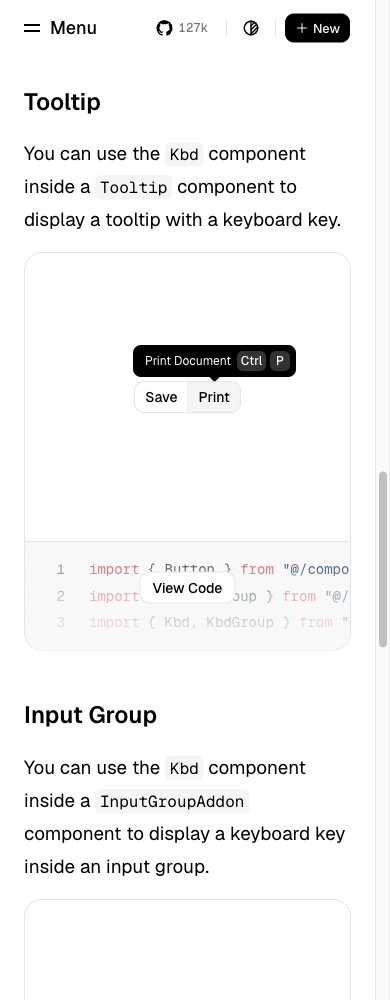 Menu 127k New
Tooltip
You can use the Kbd component
inside a Tooltip component to
display a tooltip with a keyboard key.
Print Document Ctrl P
Save Print
1 import { Button } from "@/compo
2 import oup } from "@/
View Code
3 import { Kbd, KbdGroup } from "
Input Group
You can use the Kbd component
inside a InputGroupAddon
component to display a keyboard key
inside an input group.